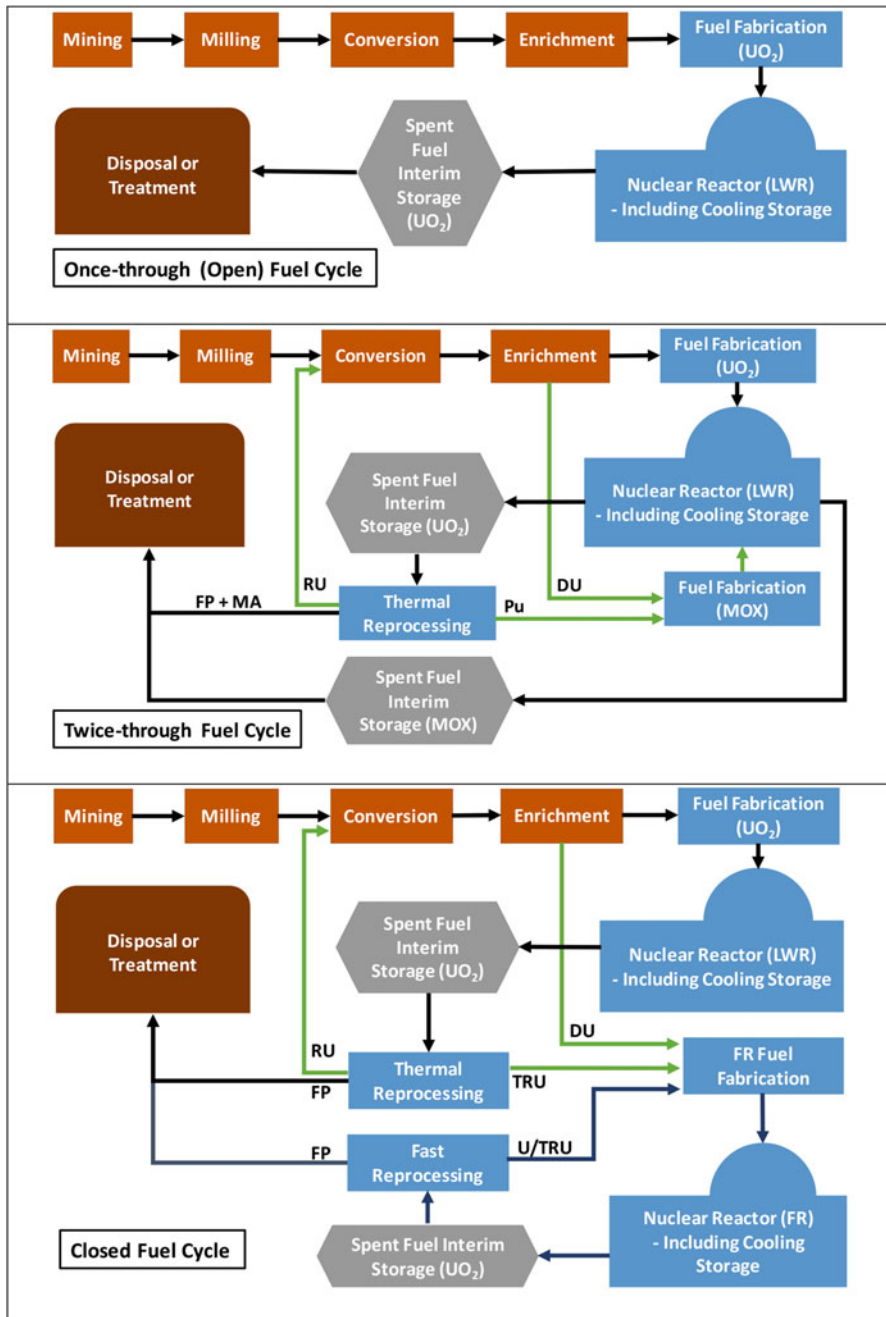 Mining
Milling
Conversion
Enrichment
Fuel Fabrication
(UO₂)
Disposal or
Treatment
Spent
Fuel
Interim
Storage
(UO₂)
Nuclear Reactor (LWR)
- Including Cooling Storage
Once-through (Open) Fuel Cycle
Mining
Milling
Conversion
Enrichment
Fuel Fabrication
(UO₂)
Disposal or
Treatment
Spent Fuel
Interim
Storage (UO₂)
Nuclear Reactor (LWR)
- Including Cooling Storage
RU
DU
FP + MA
Thermal
Reprocessing
Pu
Fuel Fabrication
(MOX)
Spent Fuel
Interim
Storage (MOX)
Twice-through Fuel Cycle
Mining
Milling
Conversion
Enrichment
Fuel Fabrication
(UO₂)
Disposal or
Treatment
Spent Fuel
Interim
Storage (UO₂)
Nuclear Reactor (LWR)
- Including Cooling Storage
RU
DU
FP
Thermal
Reprocessing
TRU
FR Fuel
Fabrication
FP
Fast
Reprocessing
U/TRU
Nuclear Reactor (FR)
- Including Cooling
Storage
Spent Fuel Interim
Storage (UO₂)
Closed Fuel Cycle